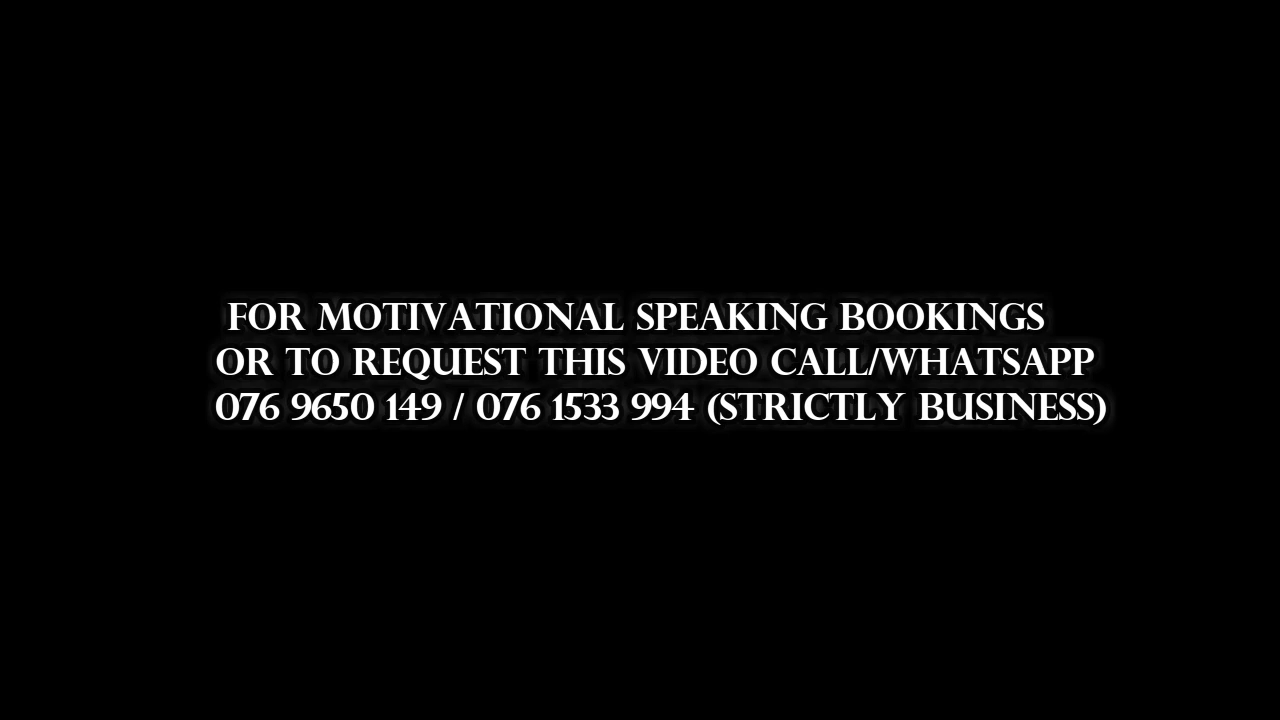 FOR MOTIVATIONAL SPEAKING BOOKINGS
OR TO REQUEST THIS VIDEO CALL/WHATSAPP
076 9650 149 / 076 1533 994 (STRICTLY BUSINESS)